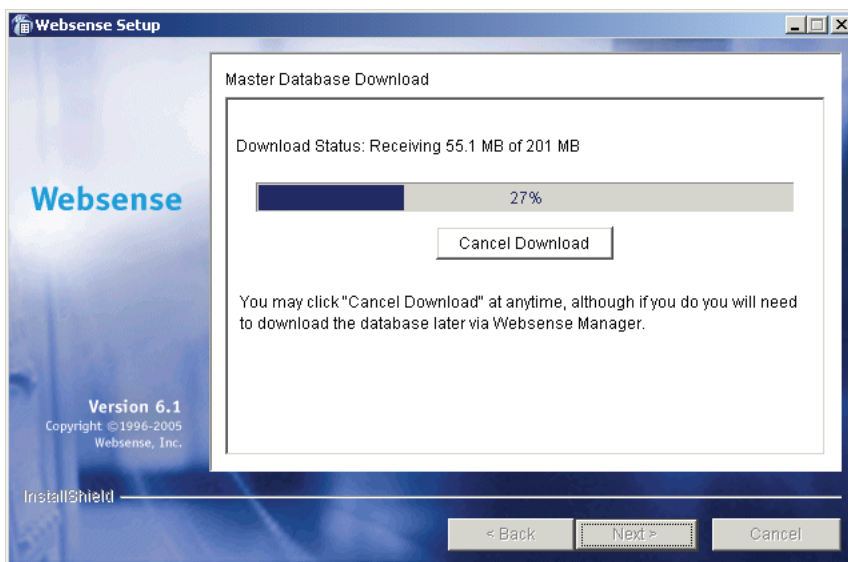 Websense Setup
Master Database Download
Download Status: Receiving 55.1 MB of 201 MB
27%
Cancel Download
You may click "Cancel Download" at anytime, although if you do you will need
to download the database later via Websense Manager.
Websense
Version 6.1
Copyright ©1996-2005
Websense, Inc.
InstallShield
< Back
Next >
Cancel